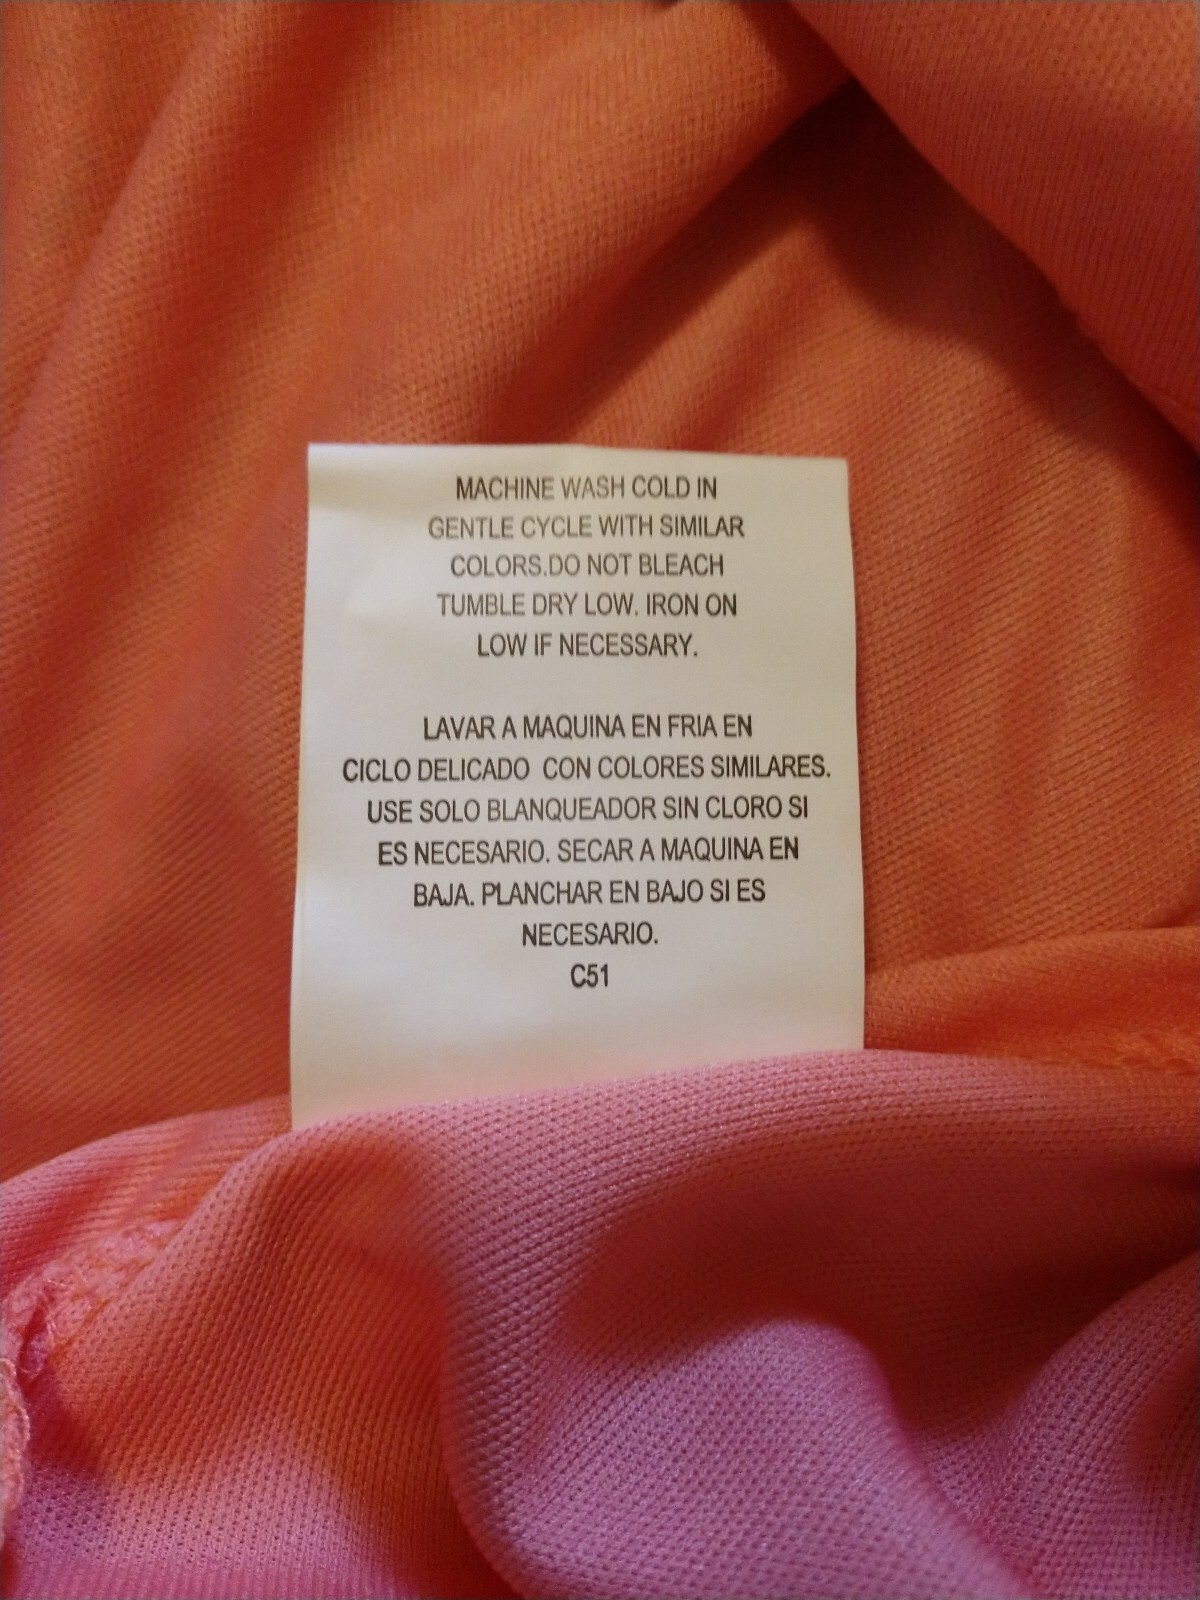 MACHINE WASH COLD IN
GENTLE CYCLE WITH SIMILAR
COLORS.DO NOT BLEACH
TUMBLE DRY LOW. IRON ON
LOW IF NECESSARY.
LAVAR A MAQUINA EN FRIA EN
CICLO DELICADO CON COLORES SIMILARES.
USE SOLO BLANQUEADOR SIN CLORO SI
ES NECESARIO. SECAR A MAQUINA EN
BAJA. PLANCHAR EN BAJO SI ES
NECESARIO.
C51